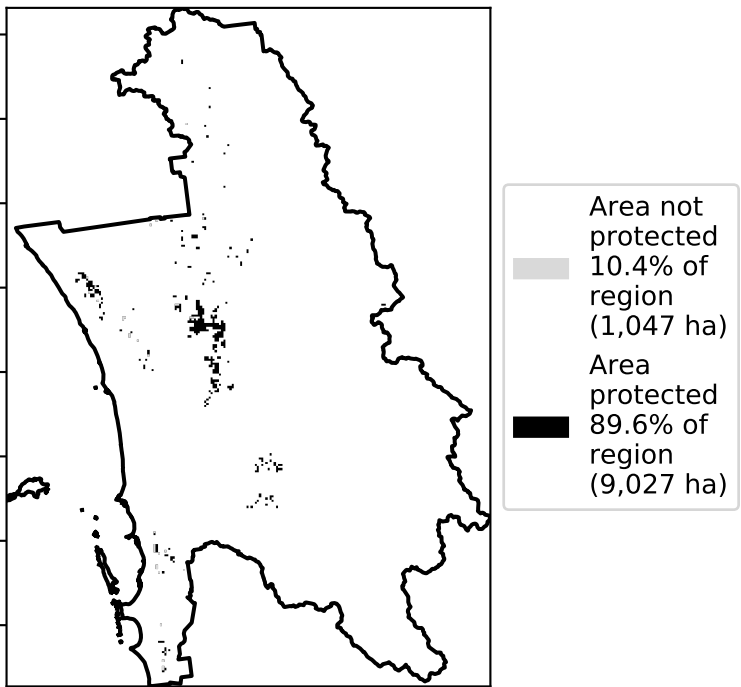 Area not
protected
10.4% of
region
(1,047 ha)
Area
protected
89.6% of
region
(9,027 ha)